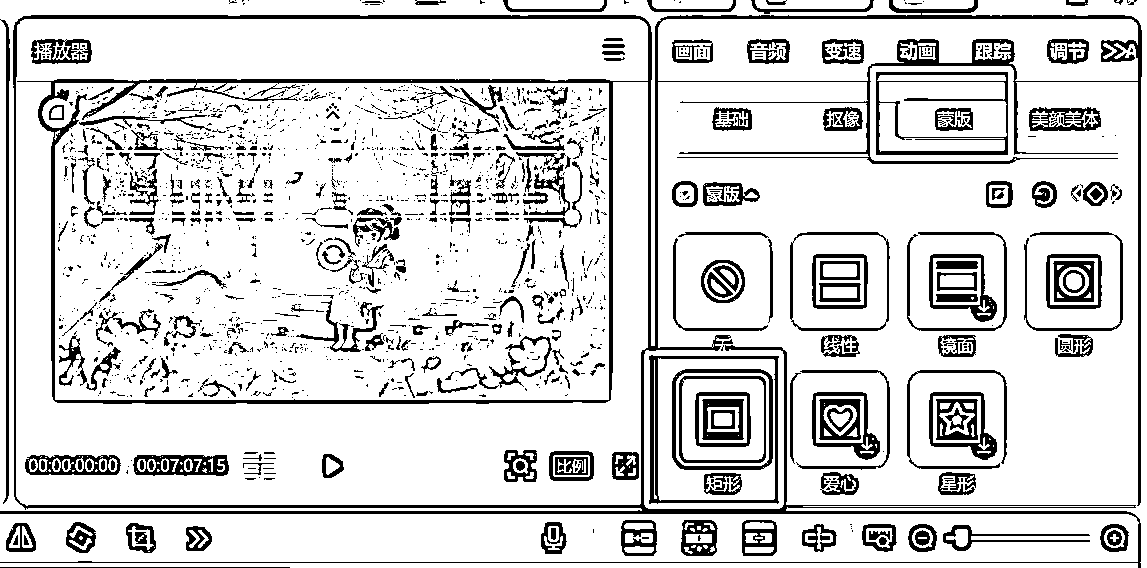 播放器
画面 音频 变速 动画 跟踪 调节
基础 抠像 蒙版 美颜美体
蒙版
无 线性 镜面 圆形
矩形 爱心 星形
00:00:00:00 / 00:07:07:15 比例